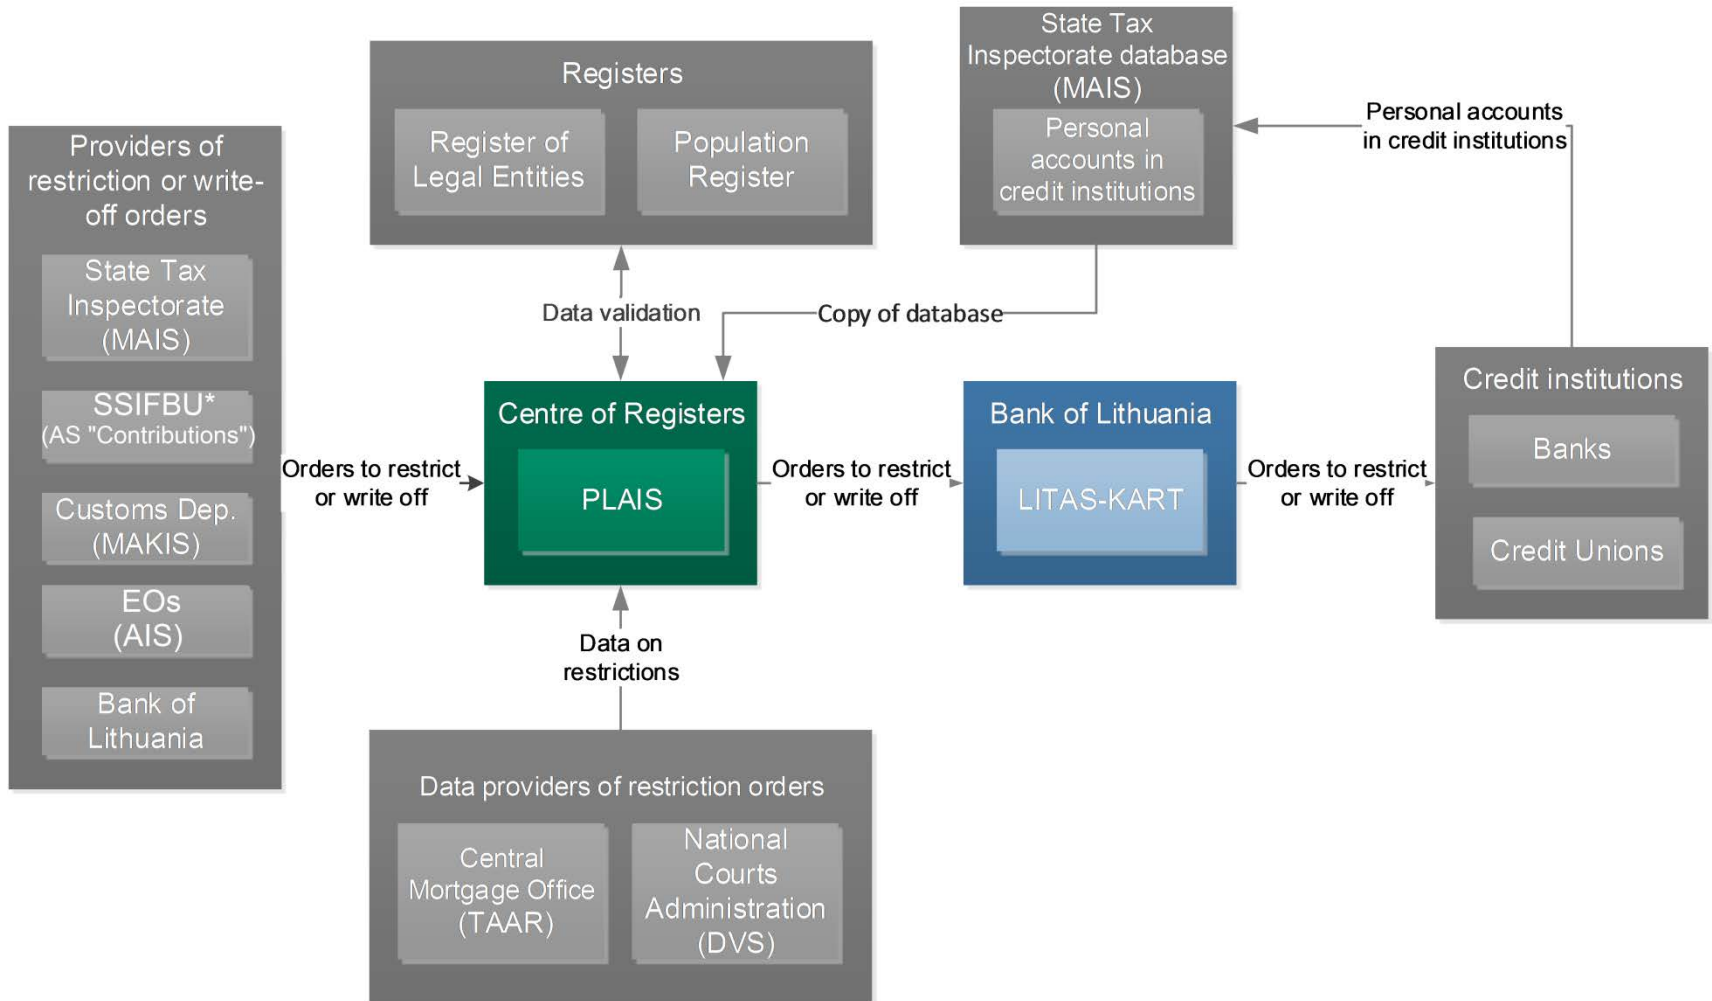 Providers of
restriction or write-
off orders
State Tax
Inspectorate
(MAIS)
SSIFBU*
(AS "Contributions")
Customs Dep.
(MAKIS)
EOs
(AIS)
Bank of
Lithuania
Orders to restrict
or write off
Registers
Register of
Legal Entities
Population
Register
Data validation
State Tax
Inspectorate database
(MAIS)
Personal
accounts in
credit institutions
Copy of database
Personal accounts
in credit institutions
Centre of Registers
PLAIS
Orders to restrict
or write off
Bank of Lithuania
LITAS-KART
Orders to restrict
or write off
Credit institutions
Banks
Credit Unions
Data on
restrictions
Data providers of restriction orders
Central
Mortgage Office
(TAAR)
National
Courts
Administration
(DVS)